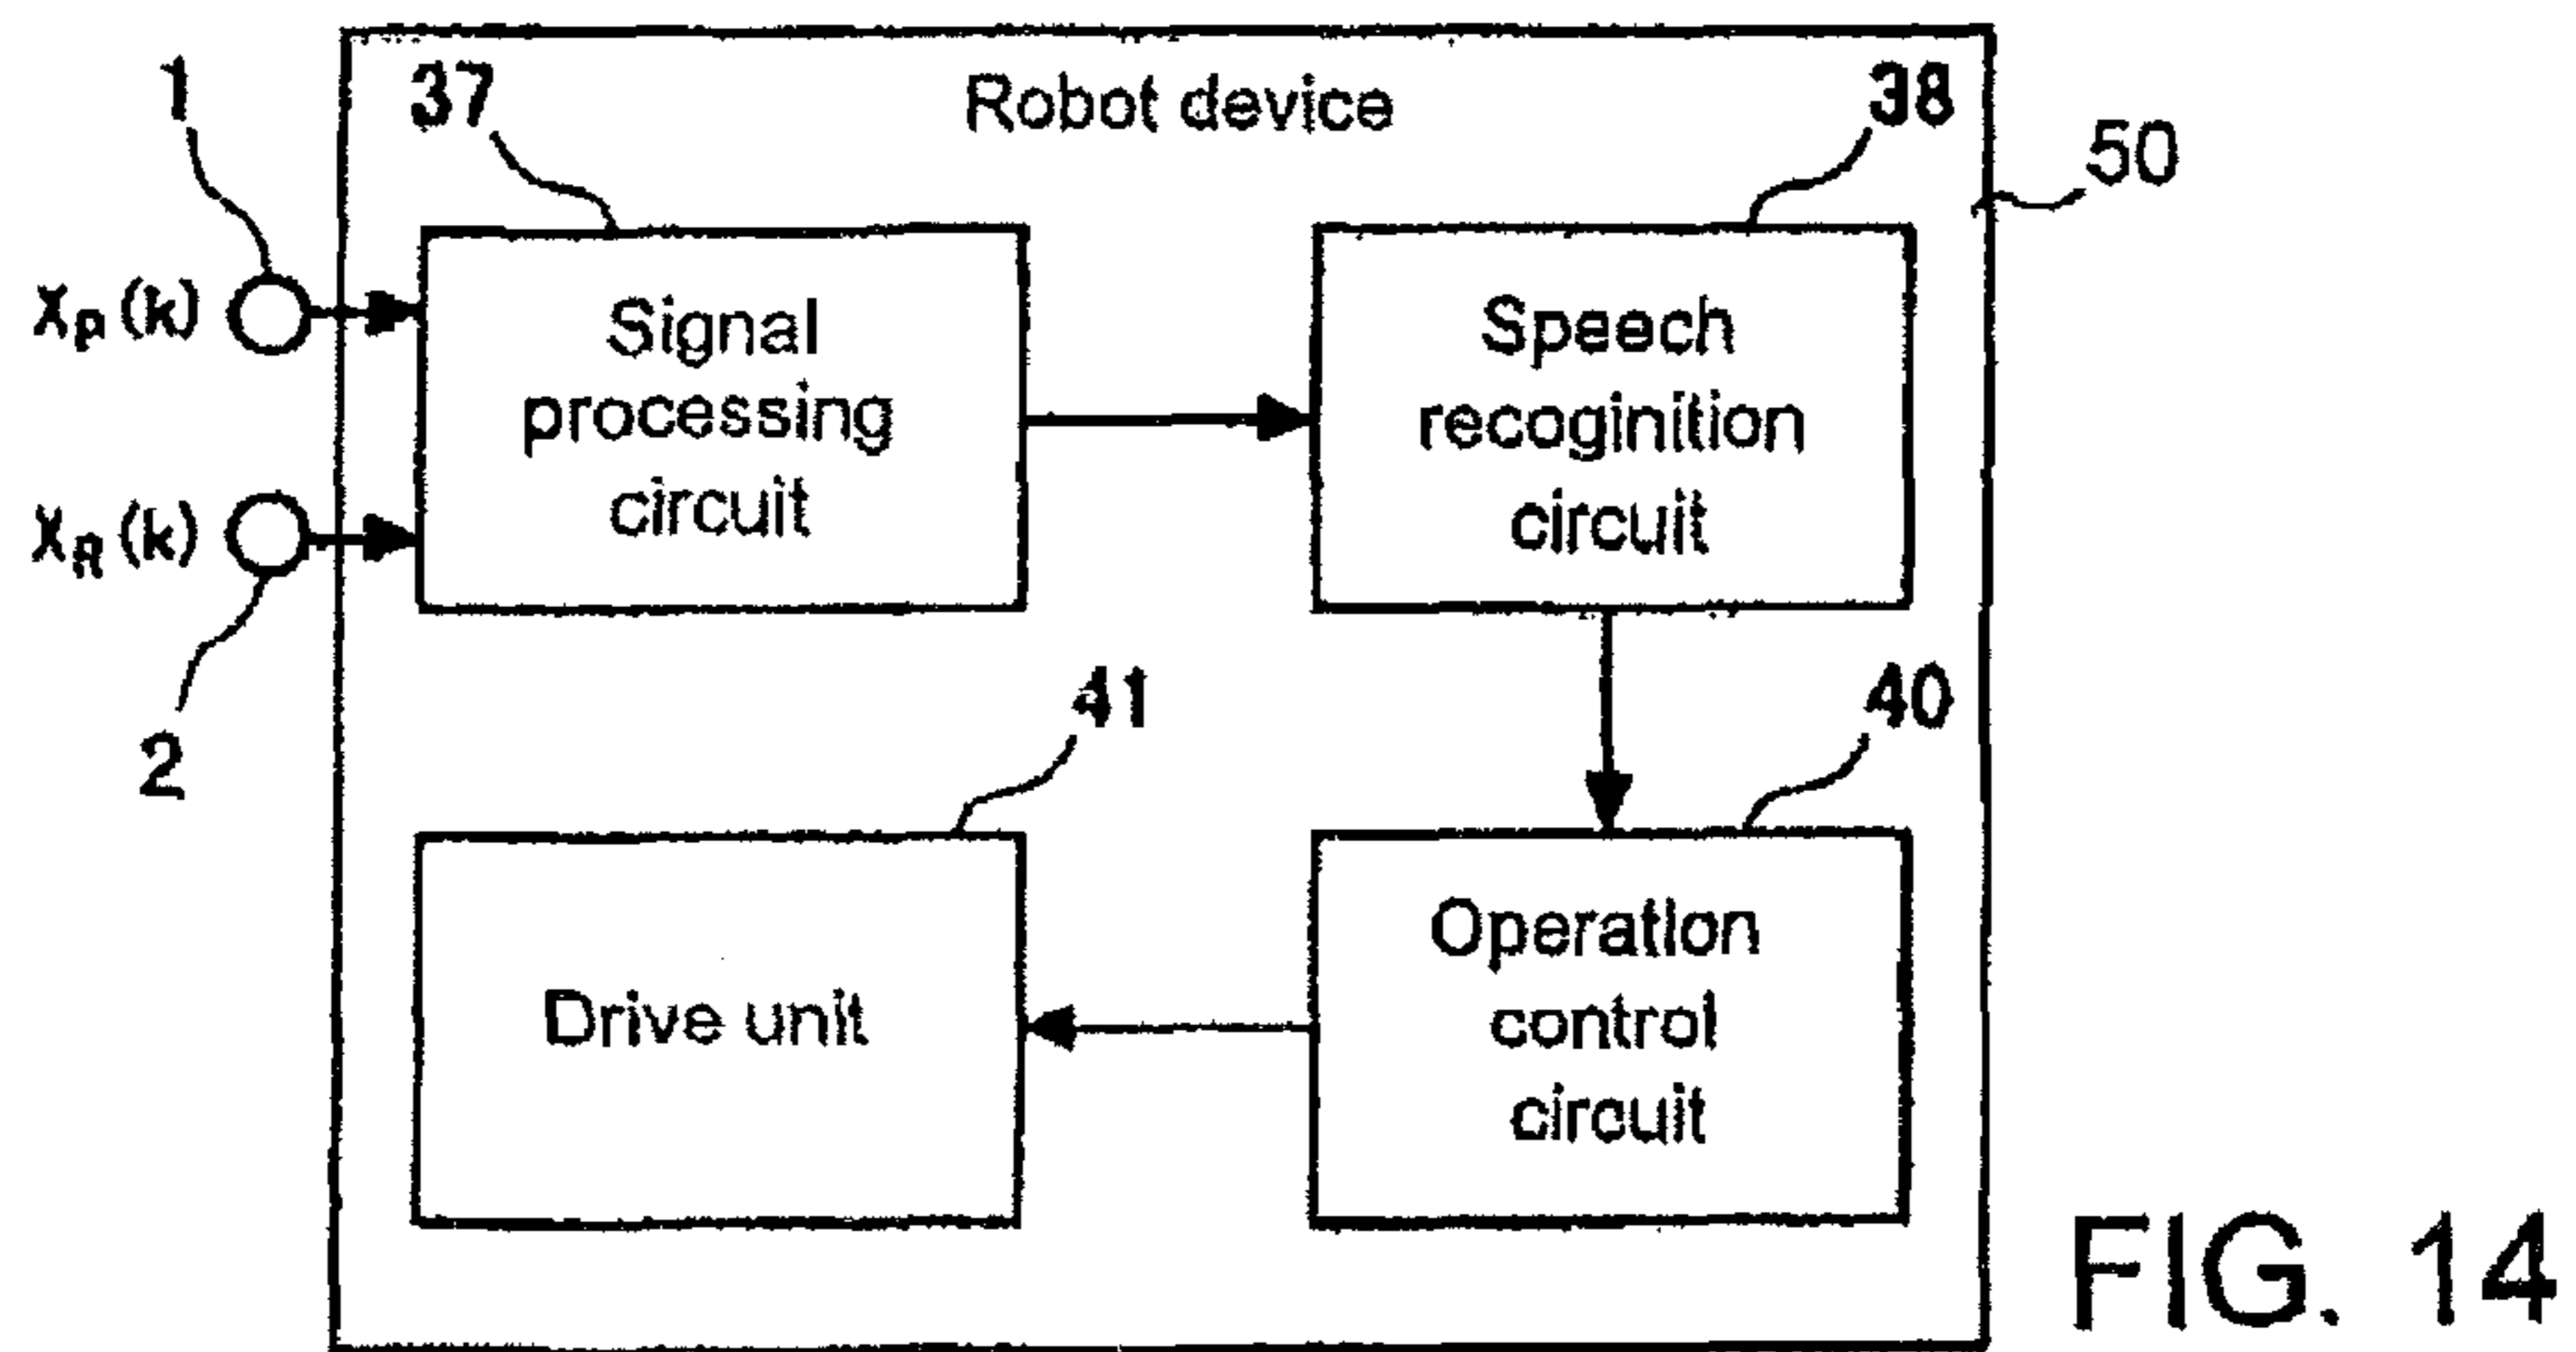 Robot device
1
37
38
50
Xp (k)
Signal
processing
circuit
Speech
recoginition
circuit
XR (k)
2
41
40
Drive unit
Operation
control
circuit
FIG. 14